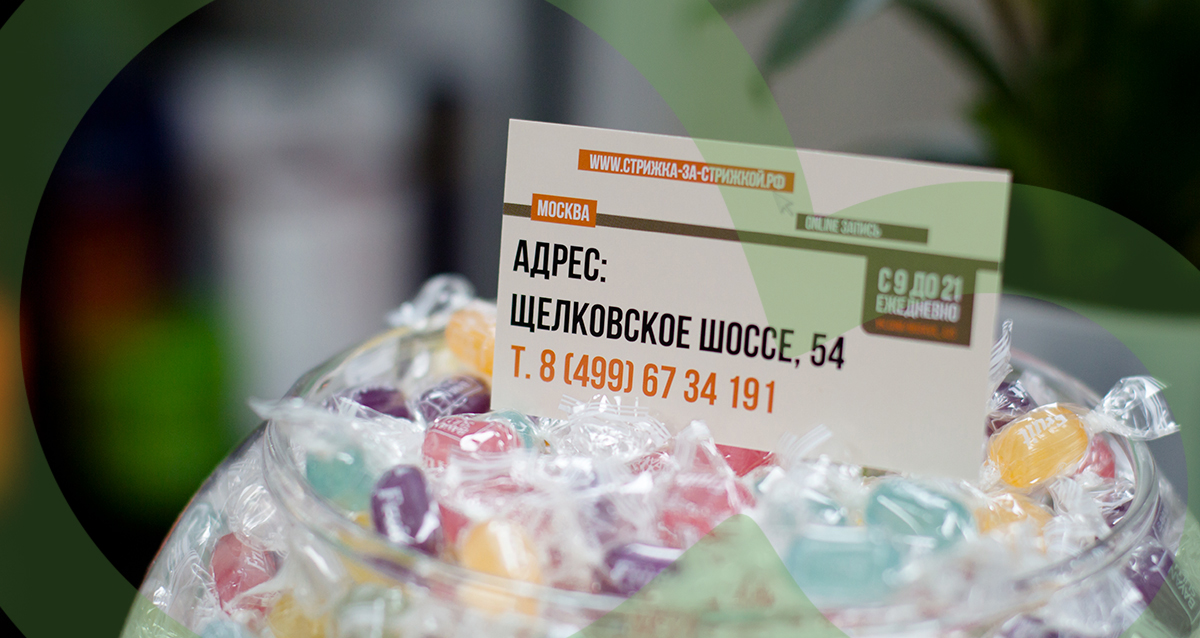 WWW.СТРИЖКА-ЗА-СТРИЖКОЙ.РФ
МОСКВА
ONLINE ЗАПИСЬ
С 9 ДО 21
ЕЖЕДНЕВНО
АДРЕС:
ЩЕЛКОВСКОЕ ШОССЕ, 54
Т. 8 (499) 67 34 191
Fruit